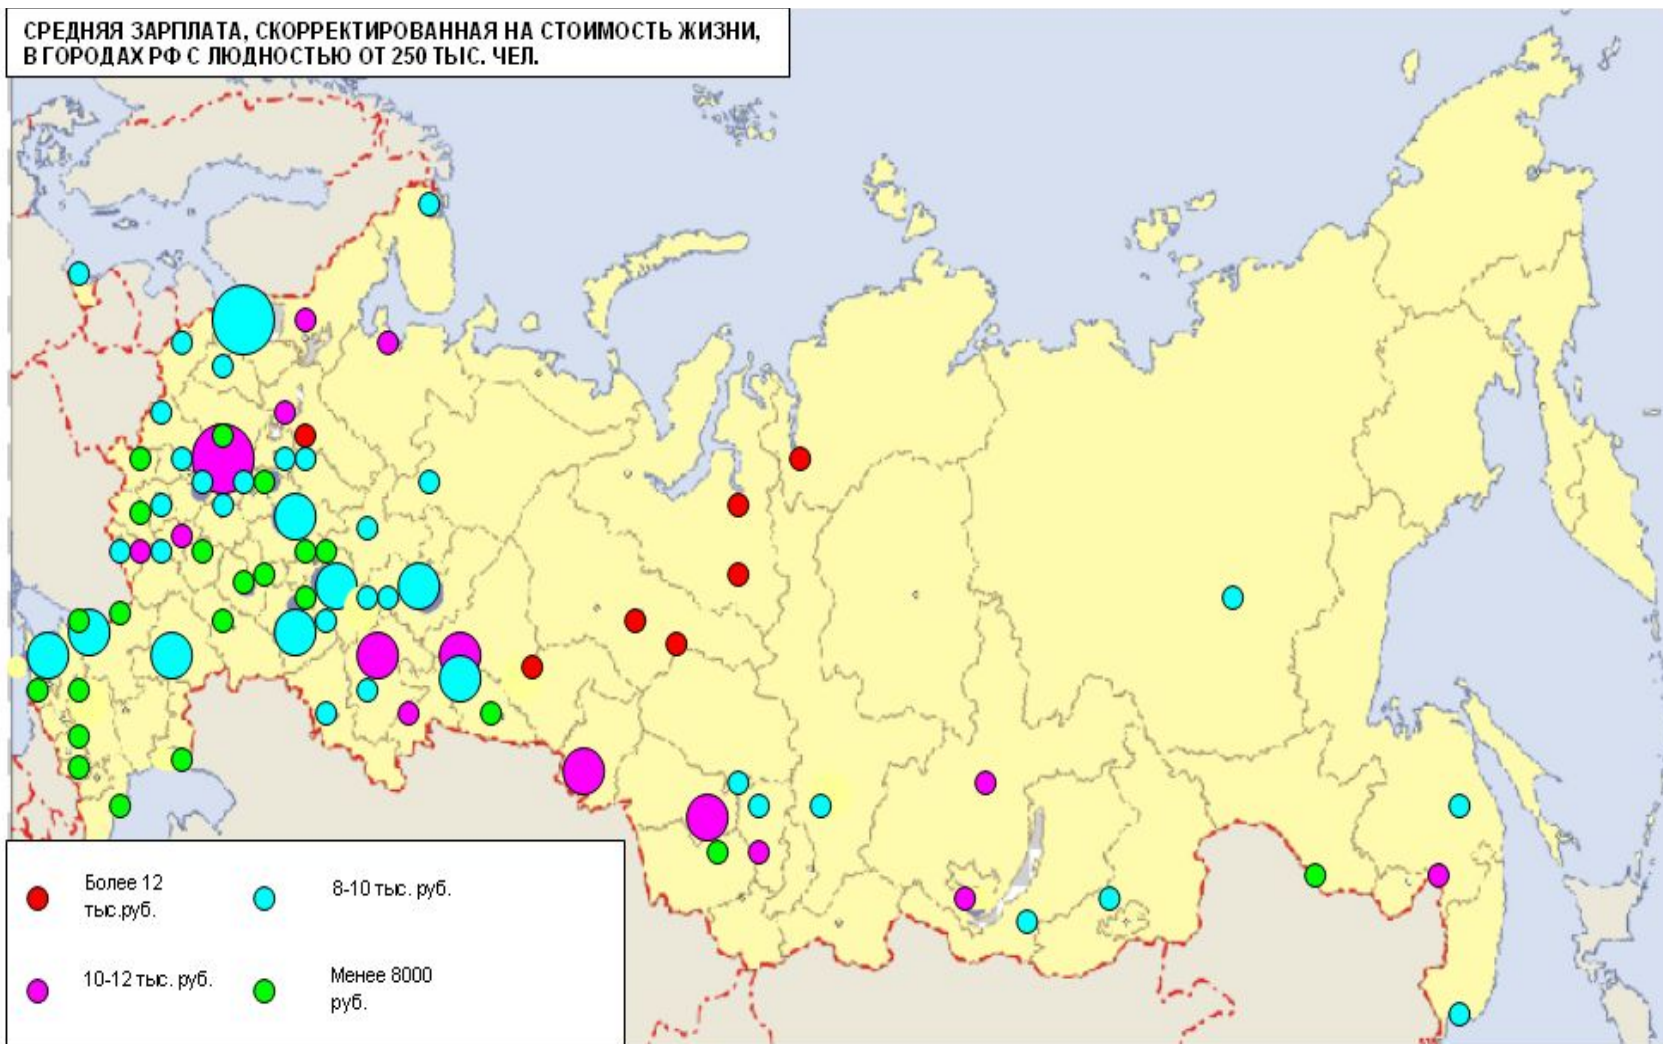 СРЕДНЯЯ ЗАРПЛАТА, СКОРРЕКТИРОВАННАЯ НА СТОИМОСТЬ ЖИЗНИ,
В ГОРОДАХ РФ С ЛЮДНОСТЬЮ ОТ 250 ТЫС. ЧЕЛ.
Более 12
тыс.руб.
8-10 тыс. руб.
10-12 тыс. руб.
Менее 8000
руб.